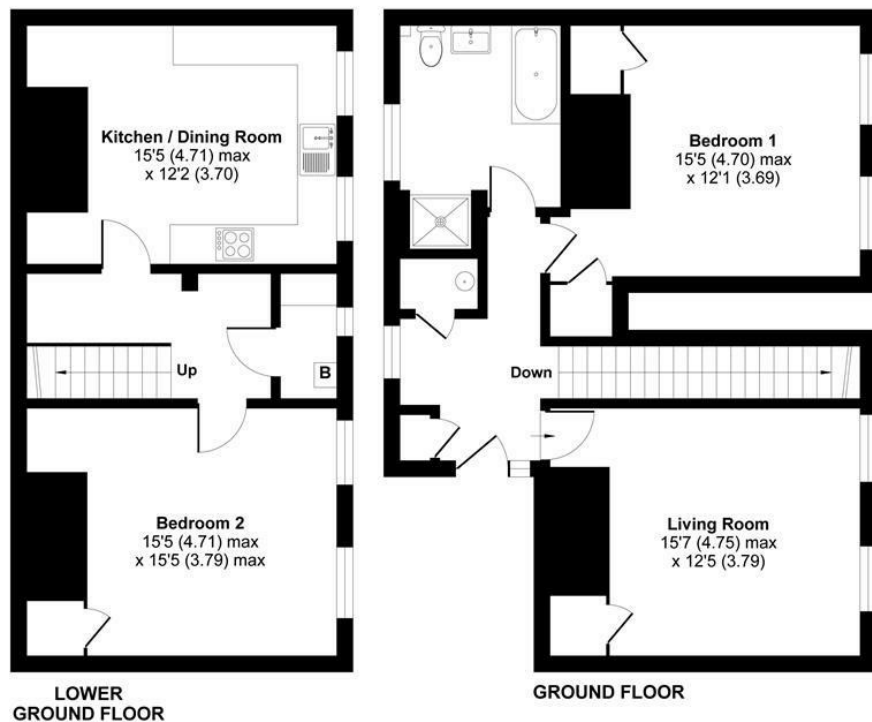 Kitchen / Dining Room
15'5 (4.71) max
x 12'2 (3.70)
Up
B
Bedroom 2
15'5 (4.71) max
x 15'5 (3.79) max
LOWER
GROUND FLOOR
Bedroom 1
15'5 (4.70) max
x 12'1 (3.69)
Down
Living Room
15'7 (4.75) max
x 12'5 (3.79)
GROUND FLOOR